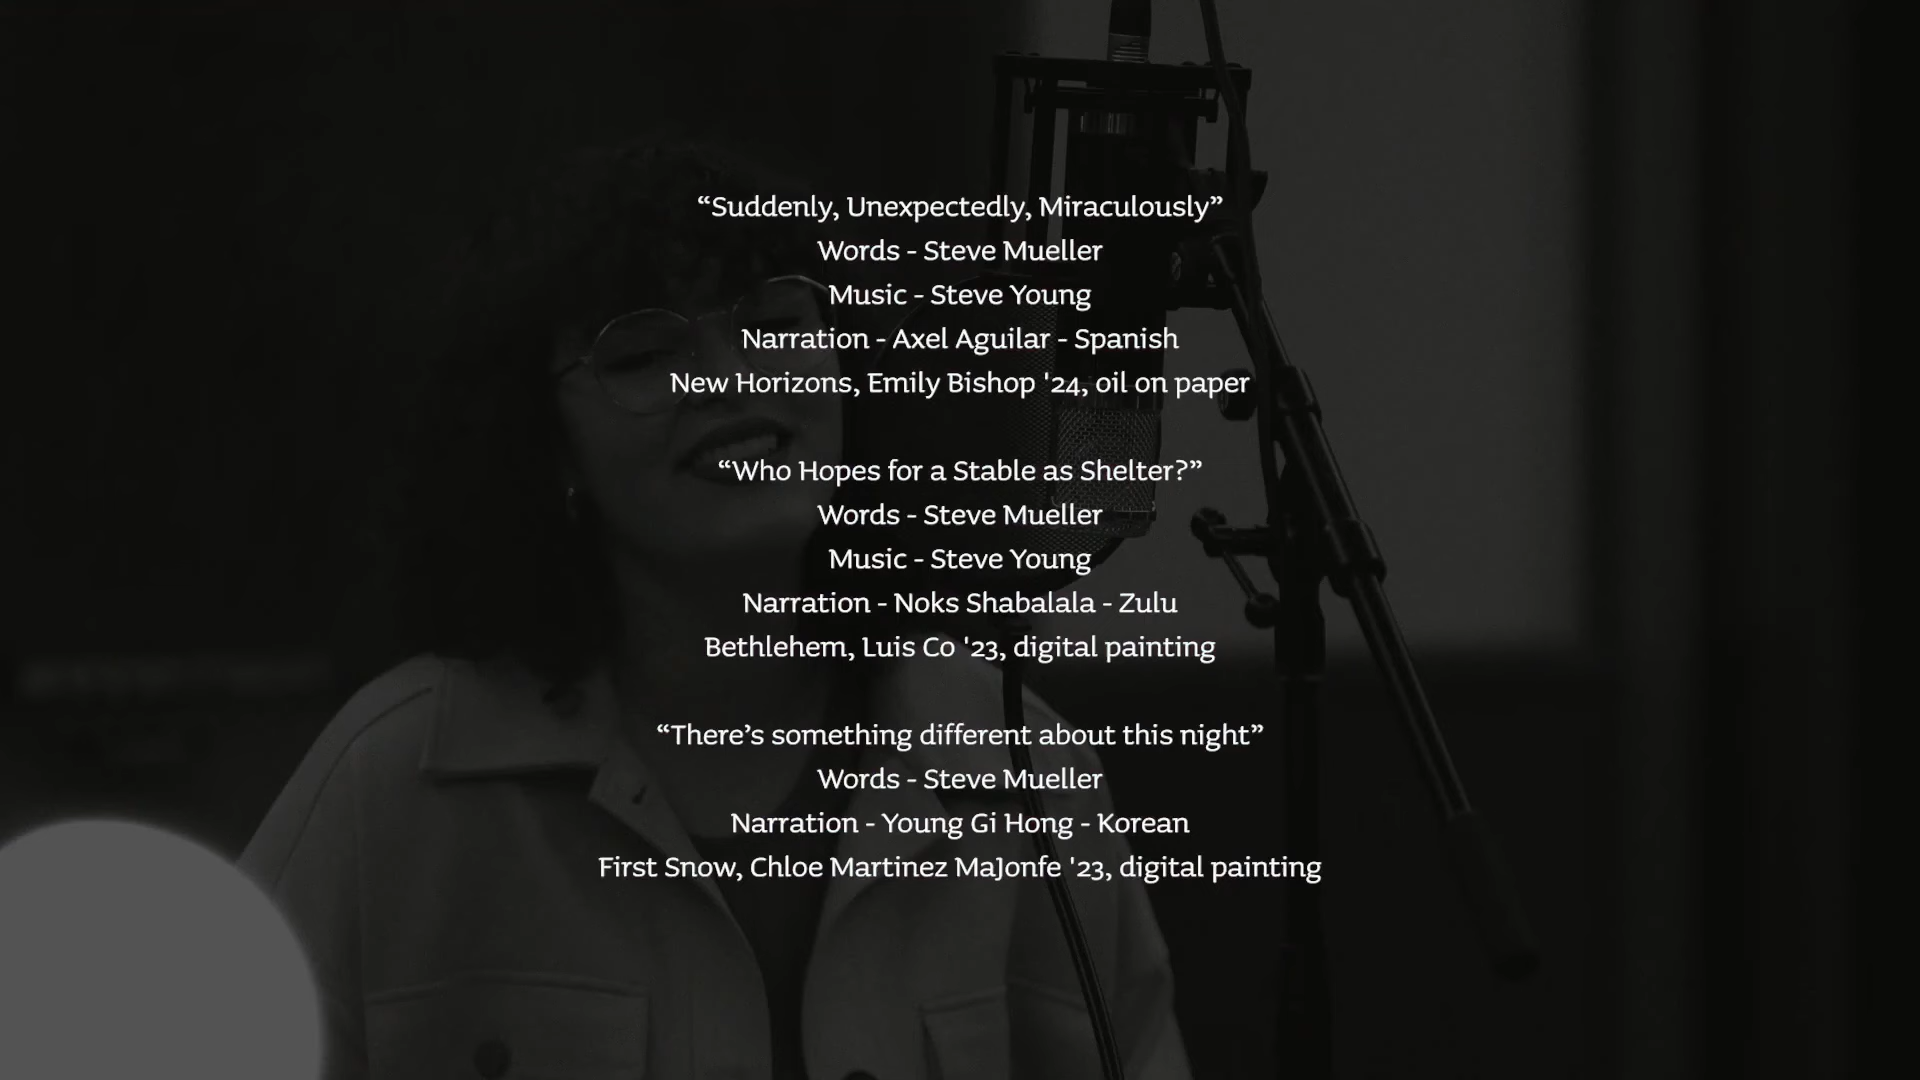 “Suddenly, Unexpectedly, Miraculously”
Words - Steve Mueller
Music - Steve Young
Narration - Axel Aguilar - Spanish
New Horizons, Emily Bishop '24, oil on paper
“Who Hopes for a Stable as Shelter?”
Words - Steve Mueller
Music - Steve Young
Narration - Noks Shabalala - Zulu
Bethlehem, Luis Co '23, digital painting
“There’s something different about this night”
Words - Steve Mueller
Narration - Young Gi Hong - Korean
First Snow, Chloe Martinez MaJonfe '23, digital painting